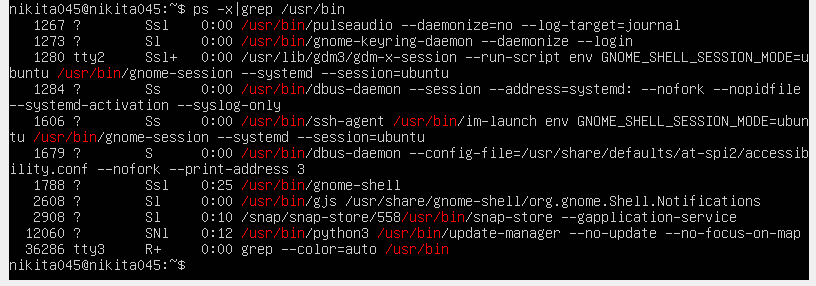 nikita045@nikita045:~$ ps -x|grep /usr/bin
1267 ? Ssl 0:00 /usr/bin/pulseaudio --daemonize=no --log-target=journal
1273 ? Sl 0:00 /usr/bin/gnome-keyring-daemon --daemonize --login
1280 tty2 Ssl+ 0:00 /usr/lib/gdm3/gdm-x-session --run-script env GNOME_SHELL_SESSION_MODE=u
buntu /usr/bin/gnome-session --systemd --session=ubuntu
1284 ? Ss 0:00 /usr/bin/dbus-daemon --session --address=systemd: --nofork --nopidfile
--systemd-activation --syslog-only
1606 ? Ss 0:00 /usr/bin/ssh-agent /usr/bin/im-launch env GNOME_SHELL_SESSION_MODE=ubun
tu /usr/bin/gnome-session --systemd --session=ubuntu
1679 ? S 0:00 /usr/bin/dbus-daemon --config-file=/usr/share/defaults/at-spi2/accessib
ility.conf --nofork --print-address 3
1788 ? Ssl 0:25 /usr/bin/gnome-shell
2608 ? Sl 0:00 /usr/bin/gjs /usr/share/gnome-shell/org.gnome.Shell.Notifications
2908 ? Sl 0:10 /snap/snap-store/558/usr/bin/snap-store --gapplication-service
12060 ? SNl 0:12 /usr/bin/python3 /usr/bin/update-manager --no-update --no-focus-on-map
36286 tty3 R+ 0:00 grep --color=auto /usr/bin
nikita045@nikita045:~$